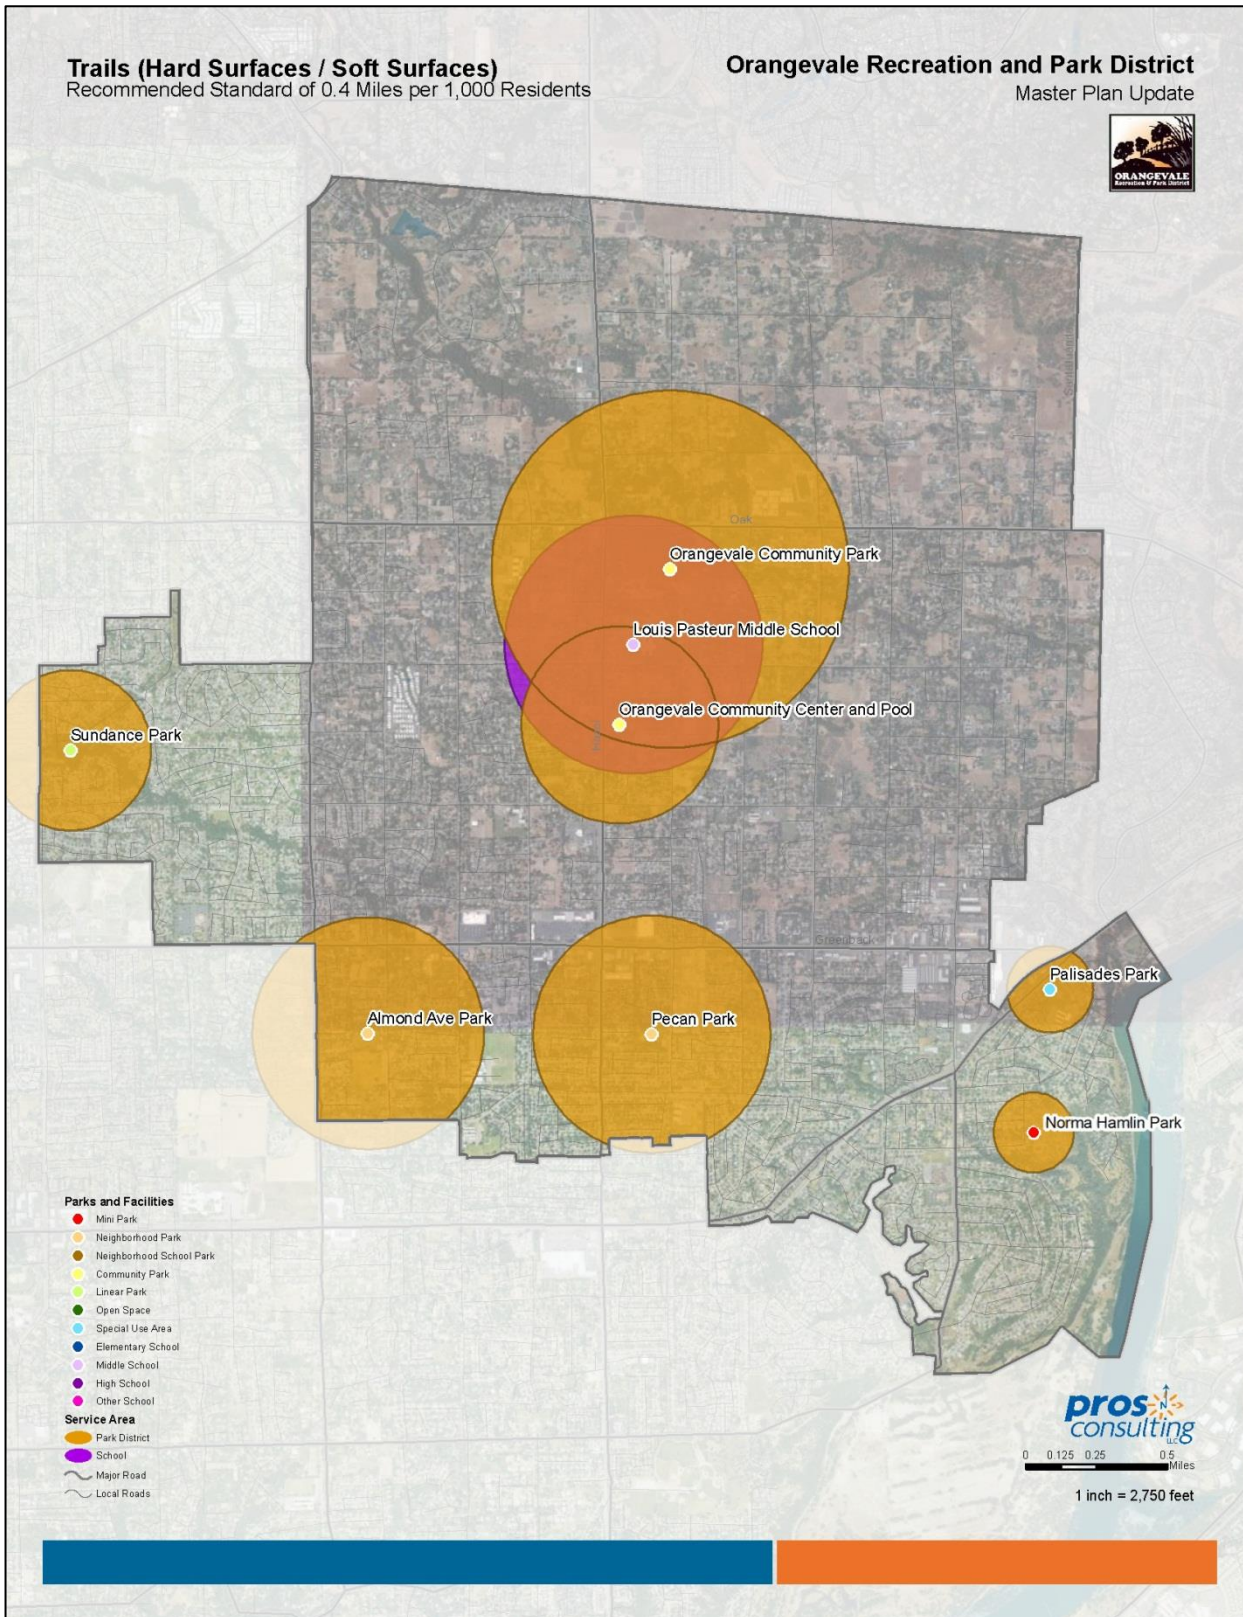 Trails (Hard Surfaces / Soft Surfaces)
Recommended Standard of 0.4 Miles per 1,000 Residents
Orangevale Recreation and Park District
Master Plan Update
ORANGEVALE
Recreation & Park District
Oak
Orangevale Community Park
Louis Pasteur Middle School
Orangevale Community Center and Pool
Sundance Park
Greenback
Palisades Park
Almond Ave Park
Pecan Park
Norma Hamlin Park
Parks and Facilities
Mini Park
Neighborhood Park
Neighborhood School Park
Community Park
Linear Park
Open Space
Special Use Area
Elementary School
Middle School
High School
Other School
Service Area
Park District
School
Major Road
Local Roads
pros
consulting
LLC
N
0 0.125 0.25 0.5
Miles
1 inch = 2,750 feet